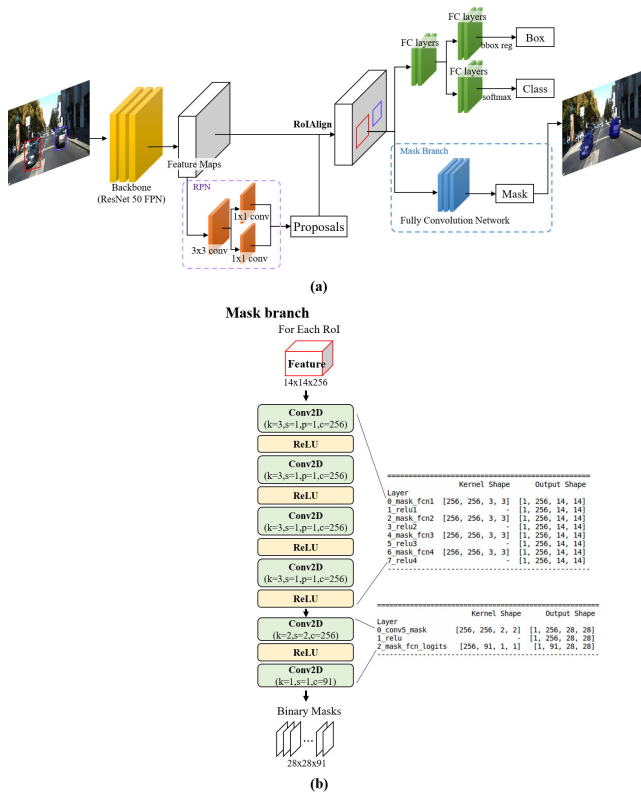 FC layers
bbox reg
Box
FC layers
FC layers
softmax
Class
RoIAlign
Feature Maps
Backbone
(ResNet 50 FPN)
RPN
1x1 conv
3x3 conv
1x1 conv
Proposals
Mask Branch
Mask
Fully Convolution Network
(a)
Mask branch
For Each RoI
Feature
14x14x256
Conv2D
(k=3,s=1,p=1,c=256)
ReLU
Conv2D
(k=3,s=1,p=1,c=256)
ReLU
Conv2D
(k=3,s=1,p=1,c=256)
ReLU
Conv2D
(k=3,s=1,p=1,c=256)
ReLU
Conv2D
(k=2,s=2,c=256)
ReLU
Conv2D
(k=1,s=1,c=91)
Binary Masks
...
28x28x91
Kernel Shape Output Shape
Layer
0_mask_fcn1 [256, 256, 3, 3] [1, 256, 14, 14]
1_relu1 - [1, 256, 14, 14]
2_mask_fcn2 [256, 256, 3, 3] [1, 256, 14, 14]
3_relu2 - [1, 256, 14, 14]
4_mask_fcn3 [256, 256, 3, 3] [1, 256, 14, 14]
5_relu3 - [1, 256, 14, 14]
6_mask_fcn4 [256, 256, 3, 3] [1, 256, 14, 14]
7_relu4 - [1, 256, 14, 14]
Kernel Shape Output Shape
Layer
0_conv5_mask [256, 256, 2, 2] [1, 256, 28, 28]
1_relu - [1, 256, 28, 28]
2_mask_fcn_logits [256, 91, 1, 1] [1, 91, 28, 28]
(b)